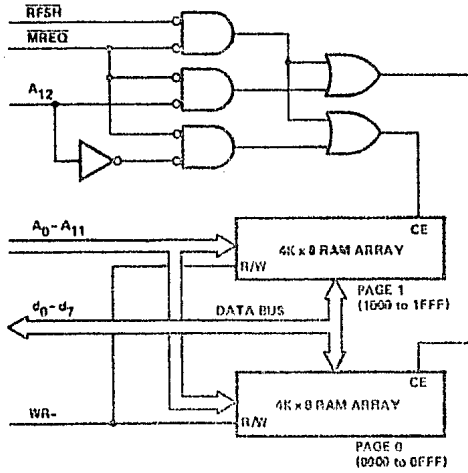 RFSH
MREQ
A12
A0-A11
CE
4K x 8 RAM ARRAY
R/W
PAGE 1
(1000 to 1FFF)
d0-d7
DATA BUS
CE
4K x 8 RAM ARRAY
WR-
R/W
PAGE 0
(0000 to 0FFF)